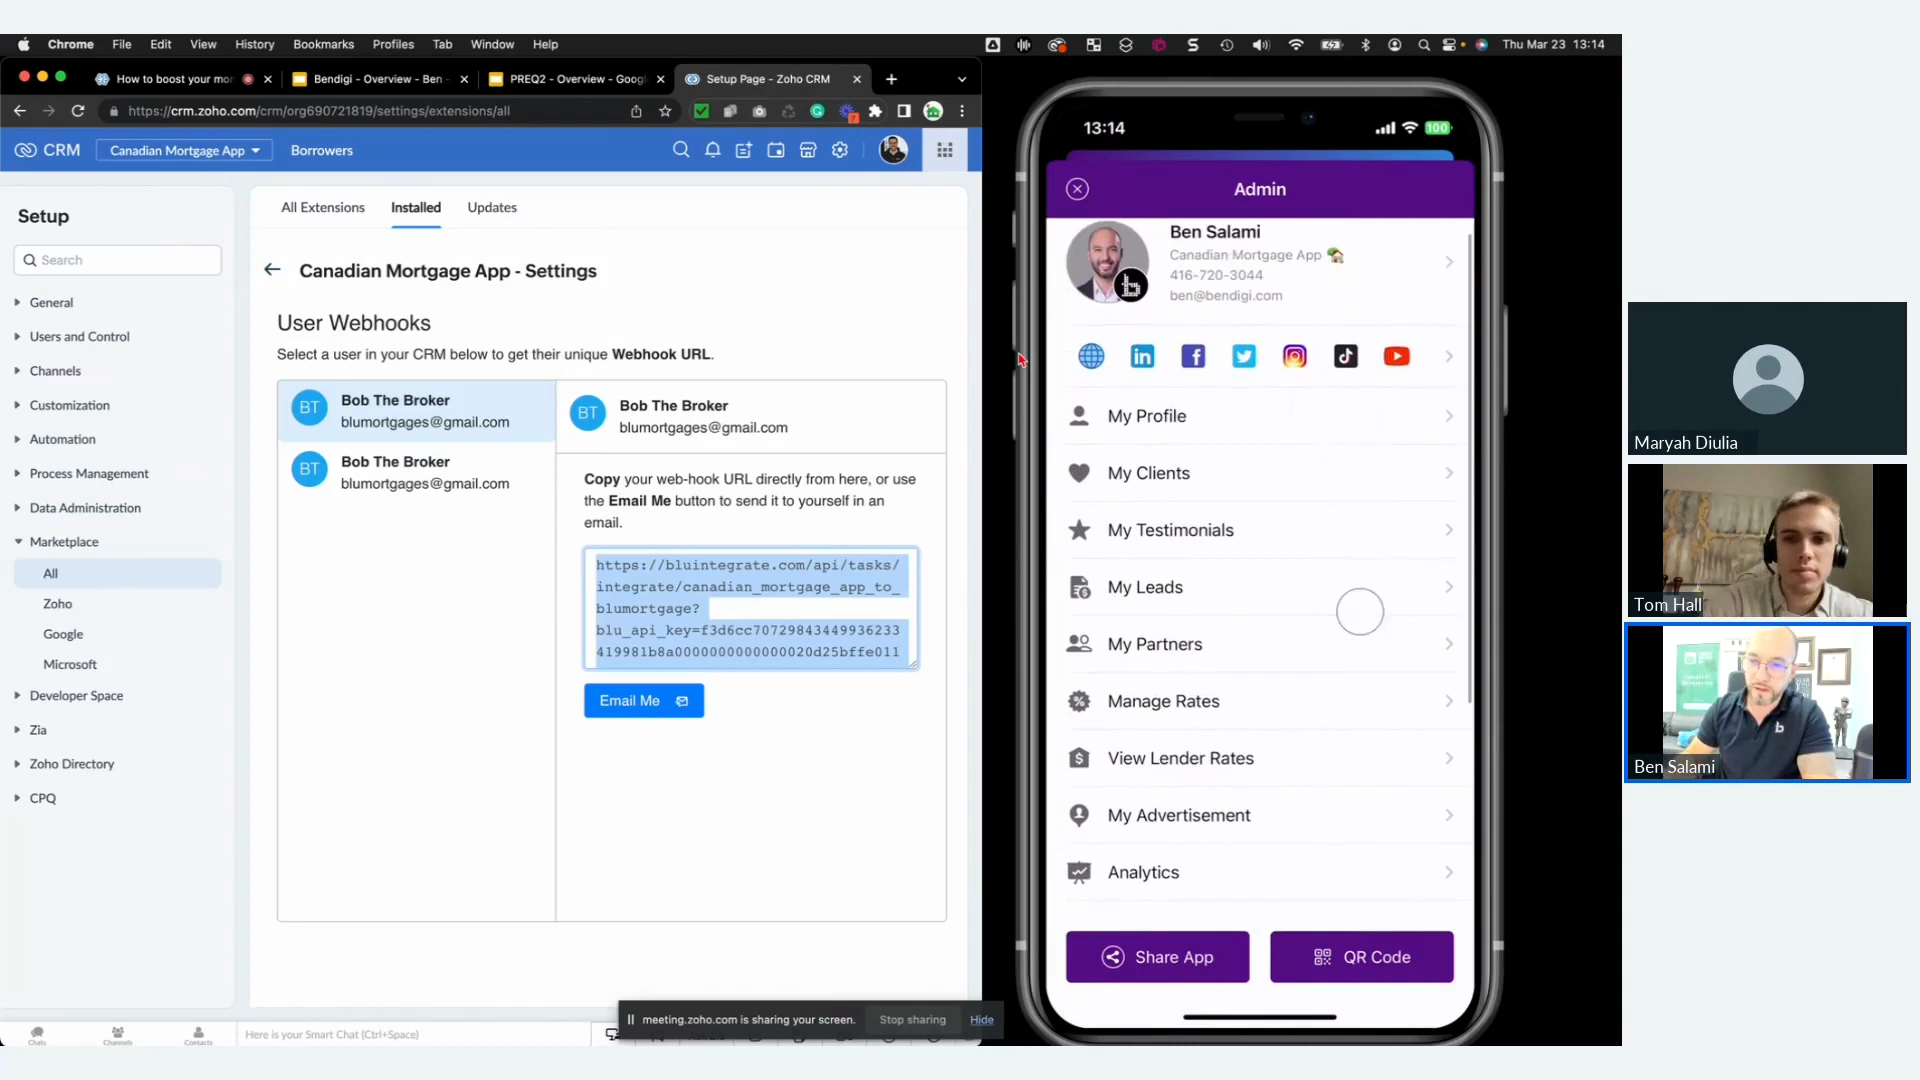 Chrome File Edit View History Bookmarks Profiles Tab Window Help
Thu Mar 23 13:14
How to boost your mor
Bendigi - Overview - Ben -
PREQ2 - Overview - Googl
Setup Page - Zoho CRM
https://crm.zoho.com/crm/org690721819/settings/extensions/all
CRM
Canadian Mortgage App
Borrowers
Setup
Search
General
Users and Control
Channels
Customization
Automation
Process Management
Data Administration
Marketplace
All
Zoho
Google
Microsoft
Developer Space
Zia
Zoho Directory
CPQ
All Extensions Installed Updates
Canadian Mortgage App - Settings
User Webhooks
Select a user in your CRM below to get their unique Webhook URL.
BT
Bob The Broker
blumortgages@gmail.com
BT
Bob The Broker
blumortgages@gmail.com
BT
Bob The Broker
blumortgages@gmail.com
Copy your web-hook URL directly from here, or use
the Email Me button to send it to yourself in an
email.
https://bluintegrate.com/api/tasks/
integrate/canadian_mortgage_app_to_
blumortgage?
blu_api_key=f3d6cc70729843449936233
419981b8a0000000000000020d25bffe011
Email Me
Chats
Channels
Contacts
Here is your Smart Chat (Ctrl+Space)
meeting.zoho.com is sharing your screen.
Stop sharing
Hide
13:14
100
Admin
Ben Salami
Canadian Mortgage App
416-720-3044
ben@bendigi.com
My Profile
My Clients
My Testimonials
My Leads
My Partners
Manage Rates
View Lender Rates
My Advertisement
Analytics
Share App
QR Code
Maryah Diulia
Tom Hall
Ben Salami